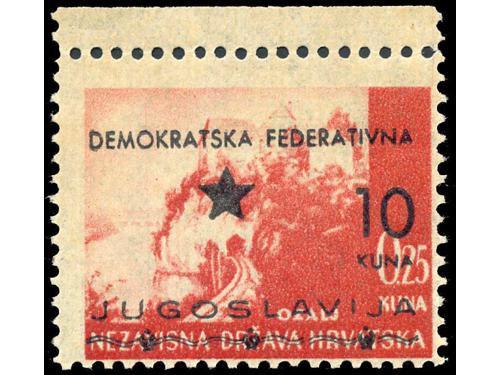 DEMOKRATSKA FEDERATIVNA
10
KUNA
0.25
KUNA
JUGOSLAVIJA
NEZAVISNA DRŽAVA HRVATSKA